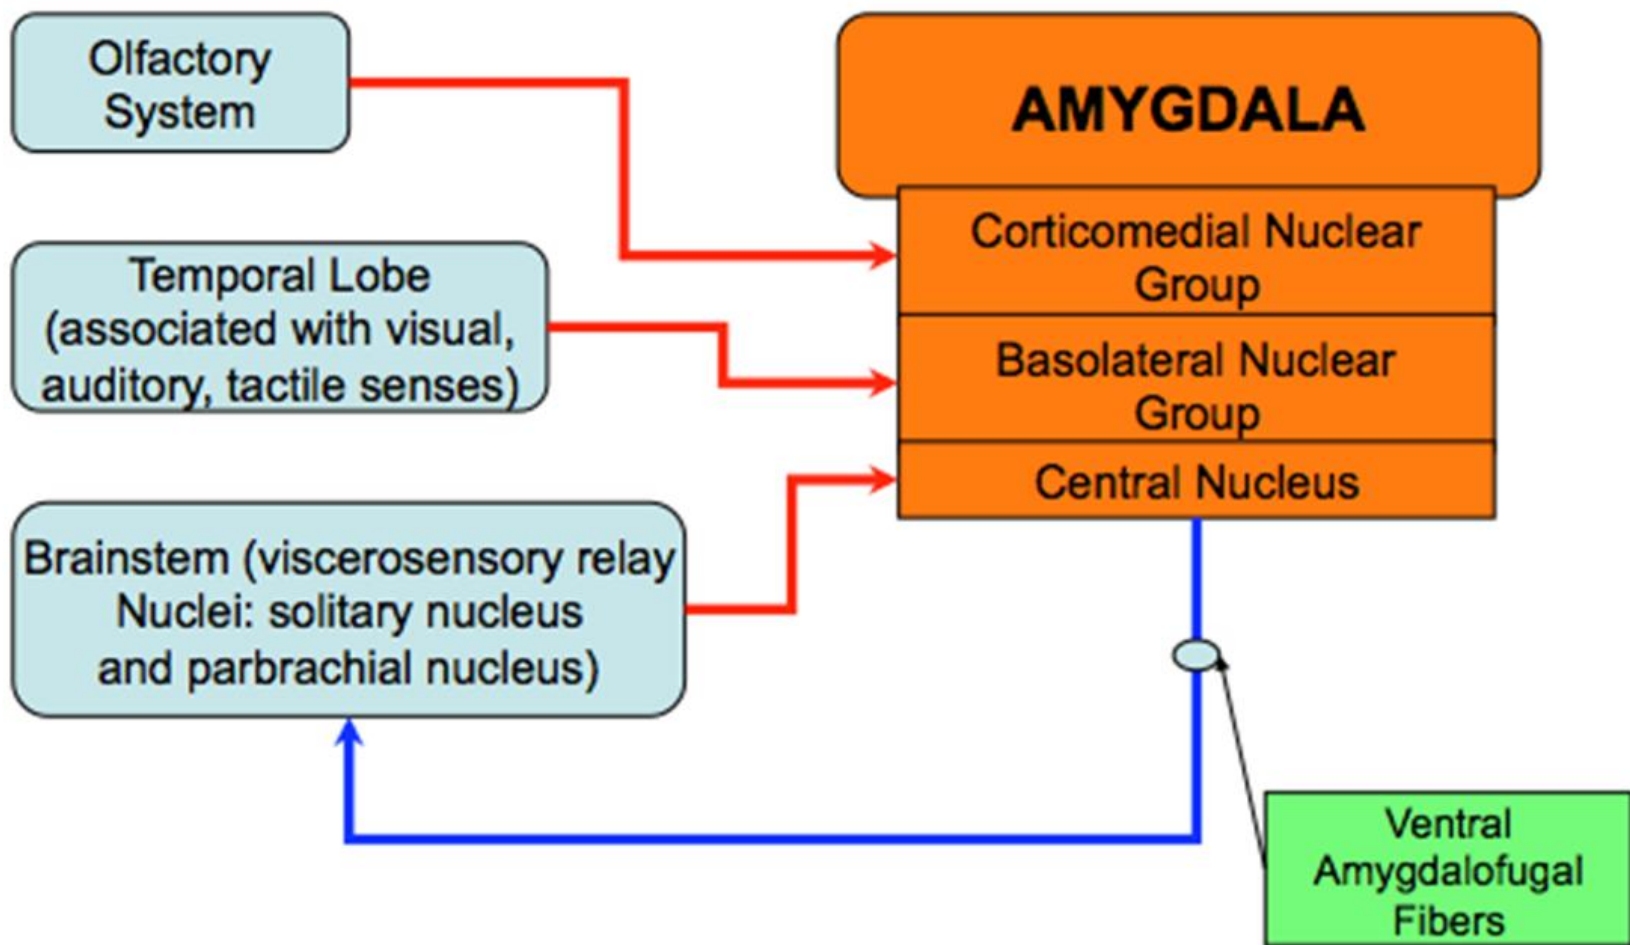 Olfactory
System
AMYGDALA
Corticomedial Nuclear
Group
Temporal Lobe
(associated with visual,
auditory, tactile senses)
Basolateral Nuclear
Group
Central Nucleus
Brainstem (viscerosensory relay
Nuclei: solitary nucleus
and parbrachial nucleus)
Ventral
Amygdalofugal
Fibers